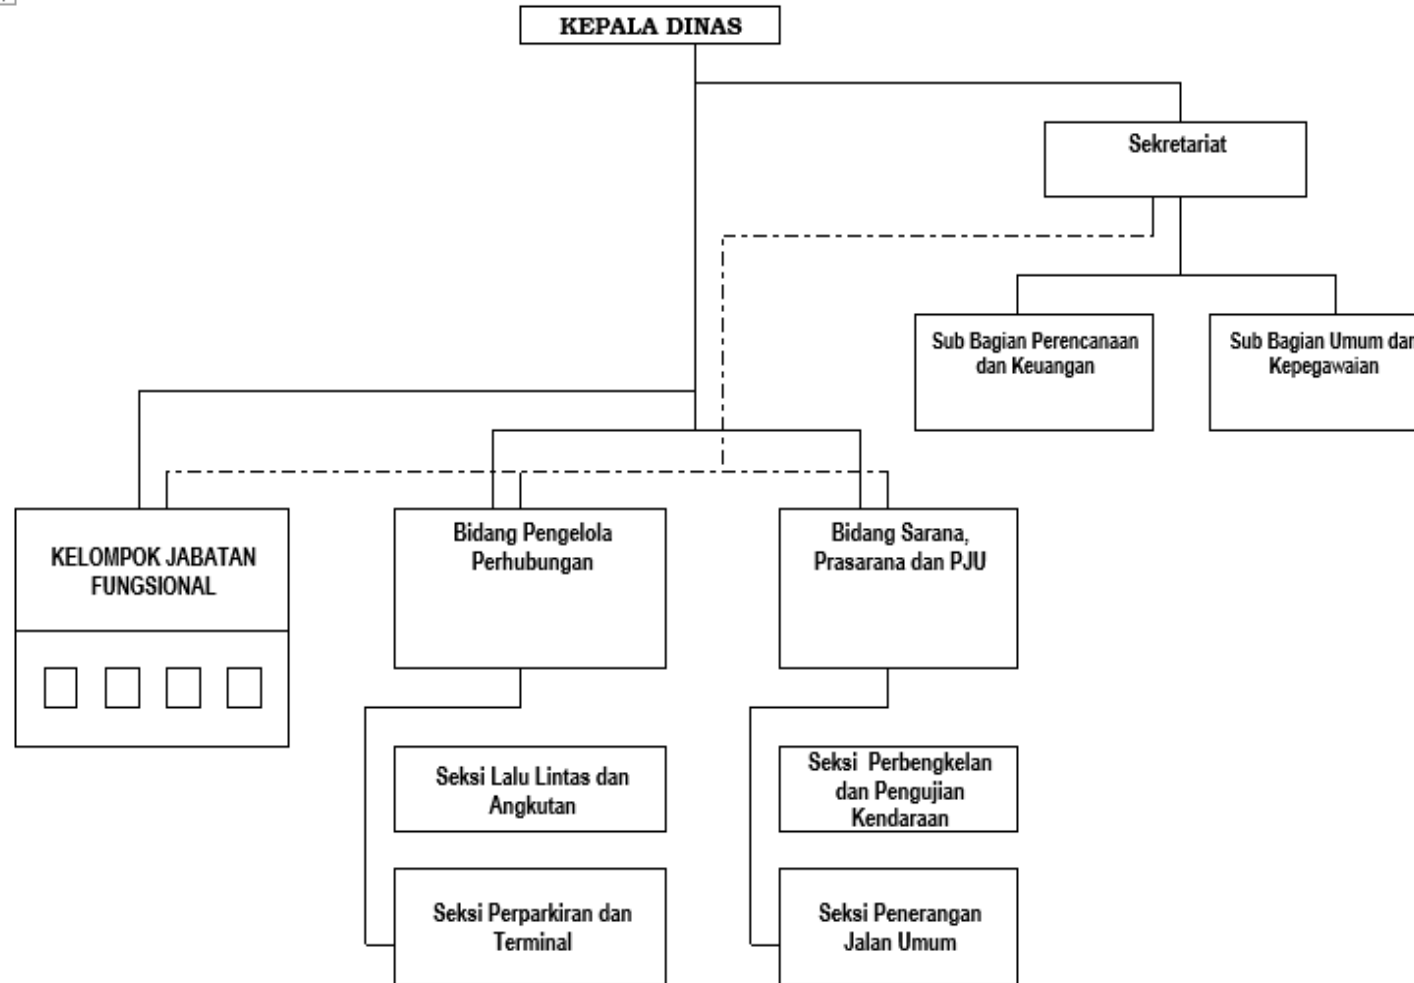 KEPALA DINAS
Sekretariat
Sub Bagian Perencanaan
dan Keuangan
Sub Bagian Umum dan
Kepegawaian
KELOMPOK JABATAN
FUNGSIONAL
Bidang Pengelola
Perhubungan
Bidang Sarana,
Prasarana dan PJU
Seksi Lalu Lintas dan
Angkutan
Seksi Perbengkelan
dan Pengujian
Kendaraan
Seksi Perparkiran dan
Terminal
Seksi Penerangan
Jalan Umum